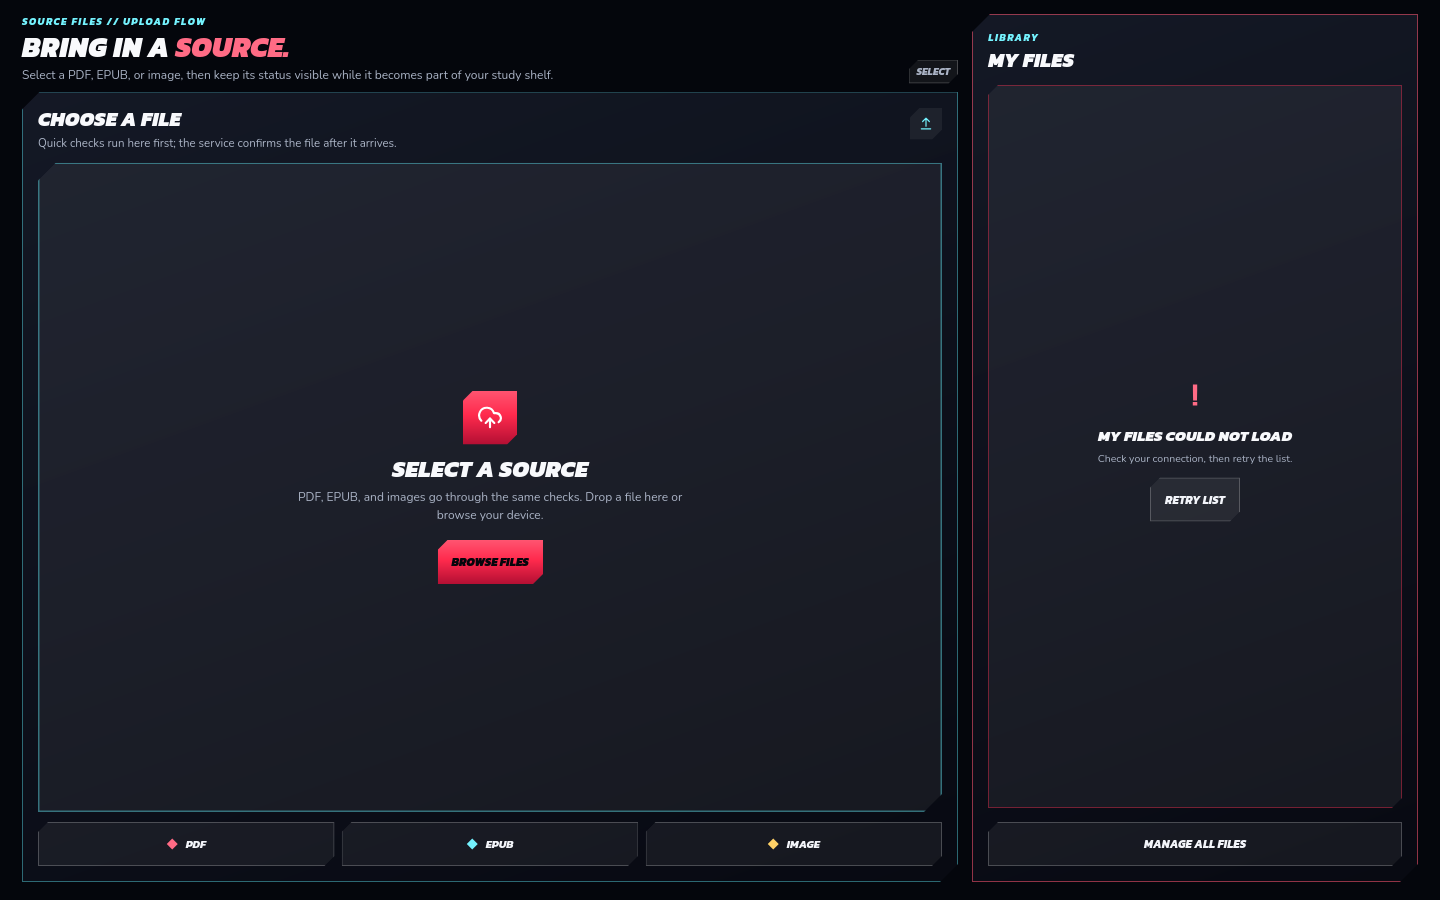 SOURCE FILES // UPLOAD FLOW
BRING IN A SOURCE.
Select a PDF, EPUB, or image, then keep its status visible while it becomes part of your study shelf.
SELECT
CHOOSE A FILE
Quick checks run here first; the service confirms the file after it arrives.
SELECT A SOURCE
PDF, EPUB, and images go through the same checks. Drop a file here or
browse your device.
BROWSE FILES
PDF
EPUB
IMAGE
LIBRARY
MY FILES
!
MY FILES COULD NOT LOAD
Check your connection, then retry the list.
RETRY LIST
MANAGE ALL FILES